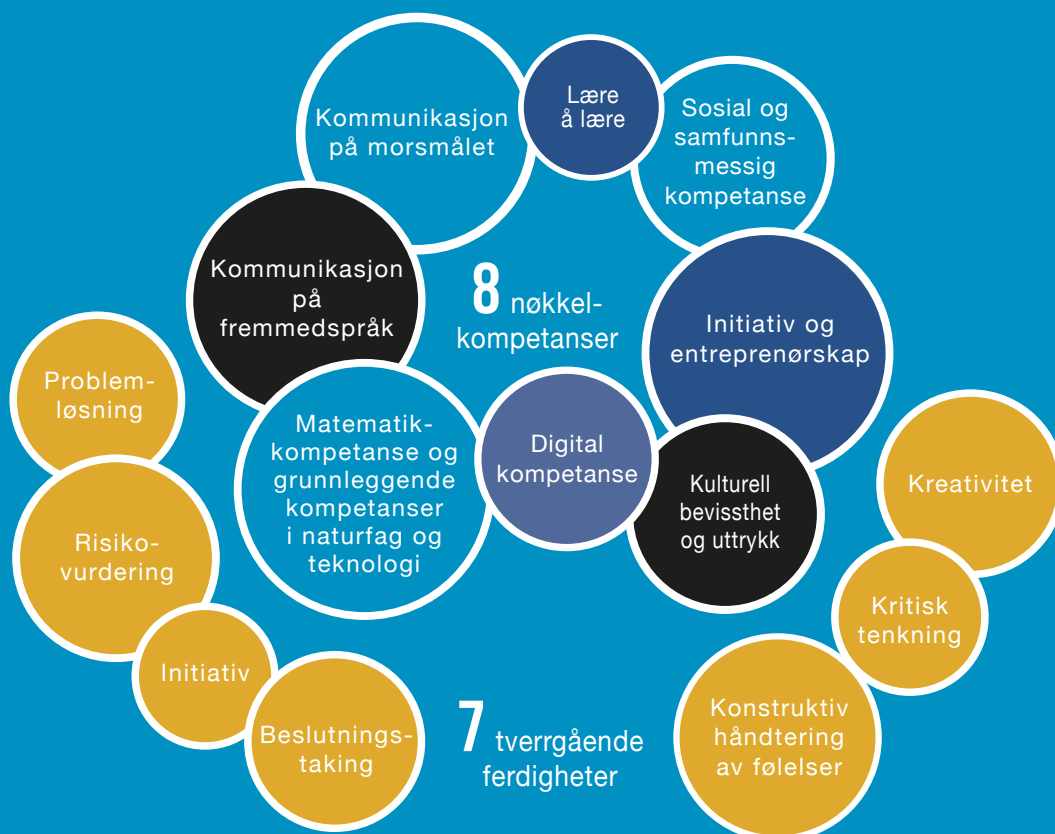 Kommunikasjon
på morsmålet
Lære
å lære
Sosial og
samfunns-
messig
kompetanse
Kommunikasjon
på
fremmedspråk
8 nøkkel-
kompetanser
Initiativ og
entreprenørskap
Matematik-
kompetanse og
grunnleggende
kompetanser
i naturfag og
teknologi
Digital
kompetanse
Kulturell
bevissthet
og uttrykk
Problem-
løsning
Risiko-
vurdering
Initiativ
Beslutnings-
taking
7 tverrgående
ferdigheter
Kreativitet
Kritisk
tenkning
Konstruktiv
håndtering
av følelser